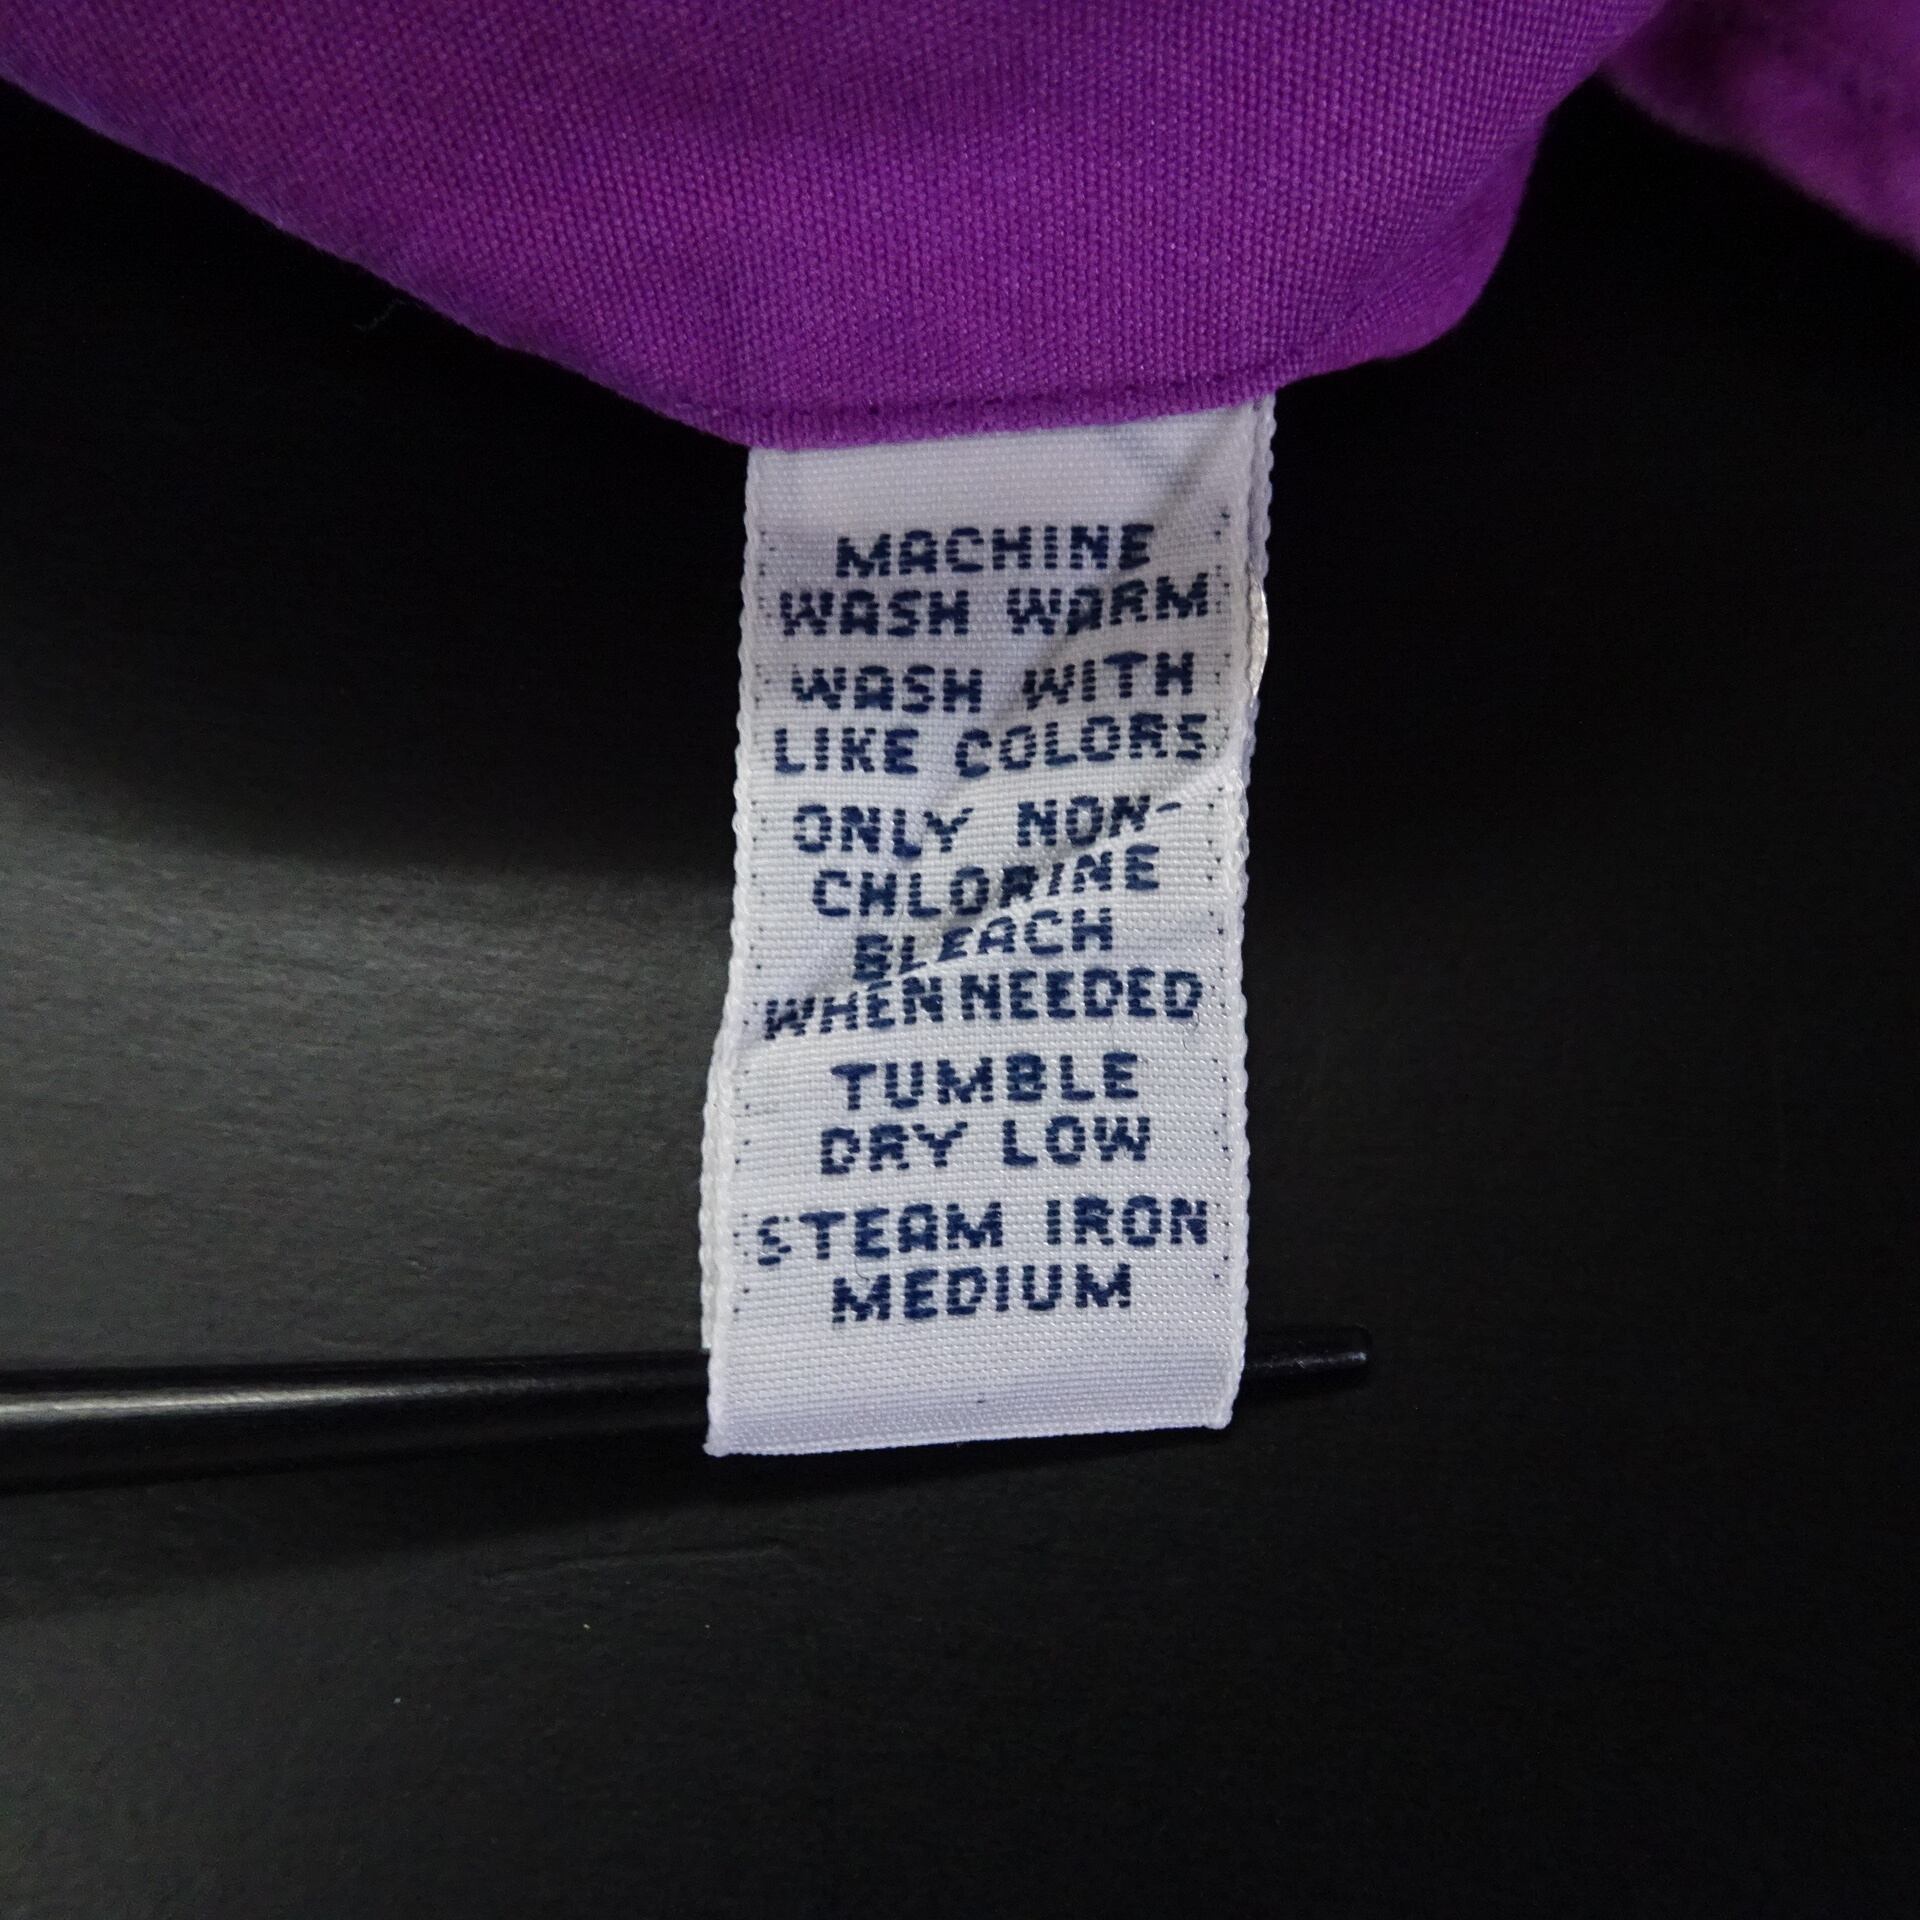 MACHINE
WASH WARM
WASH WITH
LIKE COLORS
ONLY NON-
CHLORINE
BLEACH
WHEN NEEDED
TUMBLE
DRY LOW
STEAM IRON
MEDIUM